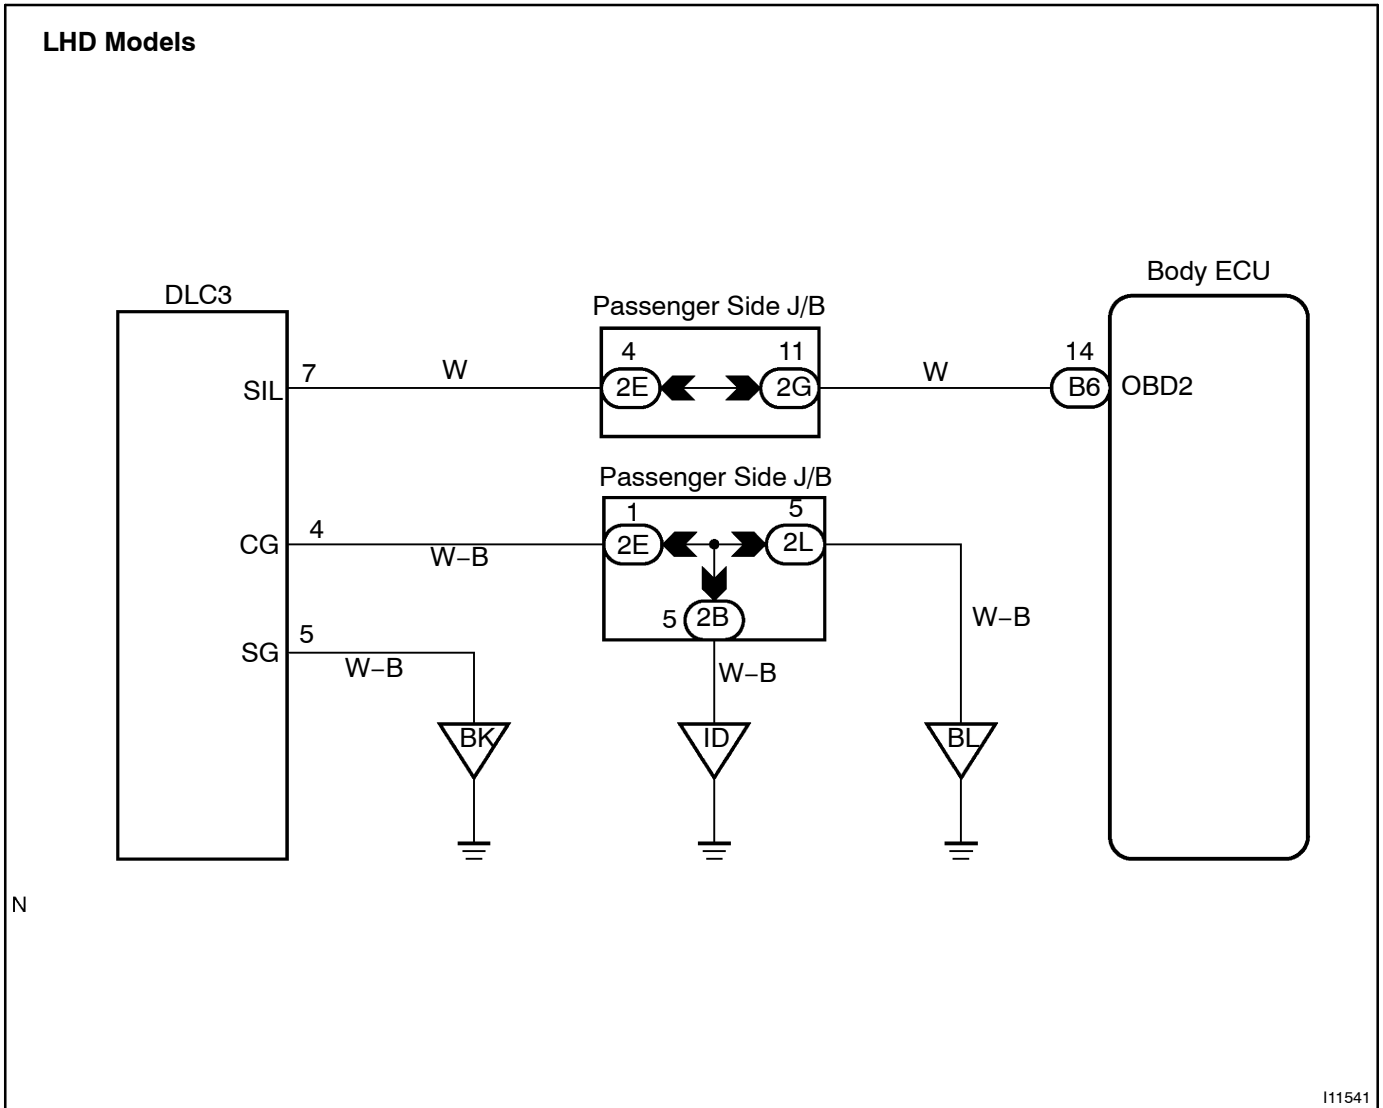 LHD Models
Body ECU
DLC3
Passenger Side J/B
4
11
14
7
W
W
SIL
2E
2G
B6
OBD2
Passenger Side J/B
1
5
4
CG
W–B
2E
2L
5
2B
W–B
5
SG
W–B
W–B
BK
ID
BL
N
I11541